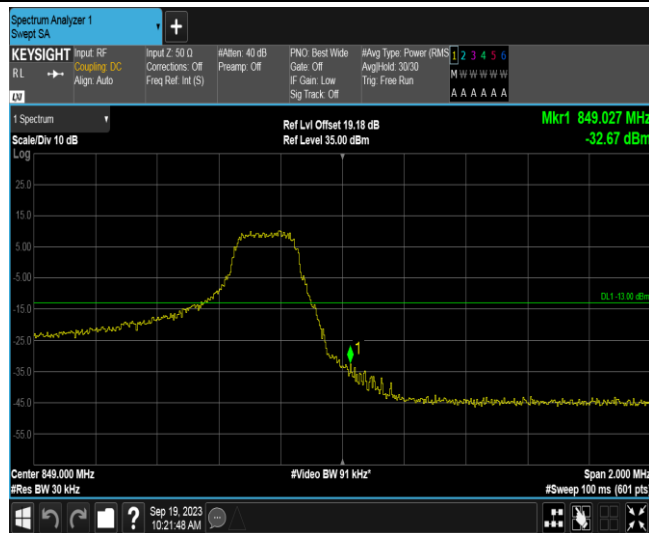 Spectrum Analyzer 1
Swept SA
+
KEYSIGHT
RL
LXI
Input: RF
Coupling: DC
Align: Auto
Input Z: 50 Ω
Corrections: Off
Freq Ref: Int (S)
#Atten: 40 dB
Preamp: Off
PNO: Best Wide
Gate: Off
IF Gain: Low
Sig Track: Off
#Avg Type: Power (RMS
Avg|Hold: 30/30
Trig: Free Run
1 2 3 4 5 6
M W W W W W
A A A A A A
1 Spectrum
Scale/Div 10 dB
Log
Ref Lvl Offset 19.18 dB
Ref Level 35.00 dBm
Mkr1 849.027 MHz
-32.67 dBm
25.0
15.0
5.00
-5.00
-15.0
-25.0
-35.0
-45.0
-55.0
DL1 -13.00 dBm
1
Center 849.000 MHz
#Res BW 30 kHz
#Video BW 91 kHz*
Span 2.000 MHz
#Sweep 100 ms (601 pts)
?
Sep 19, 2023
10:21:48 AM